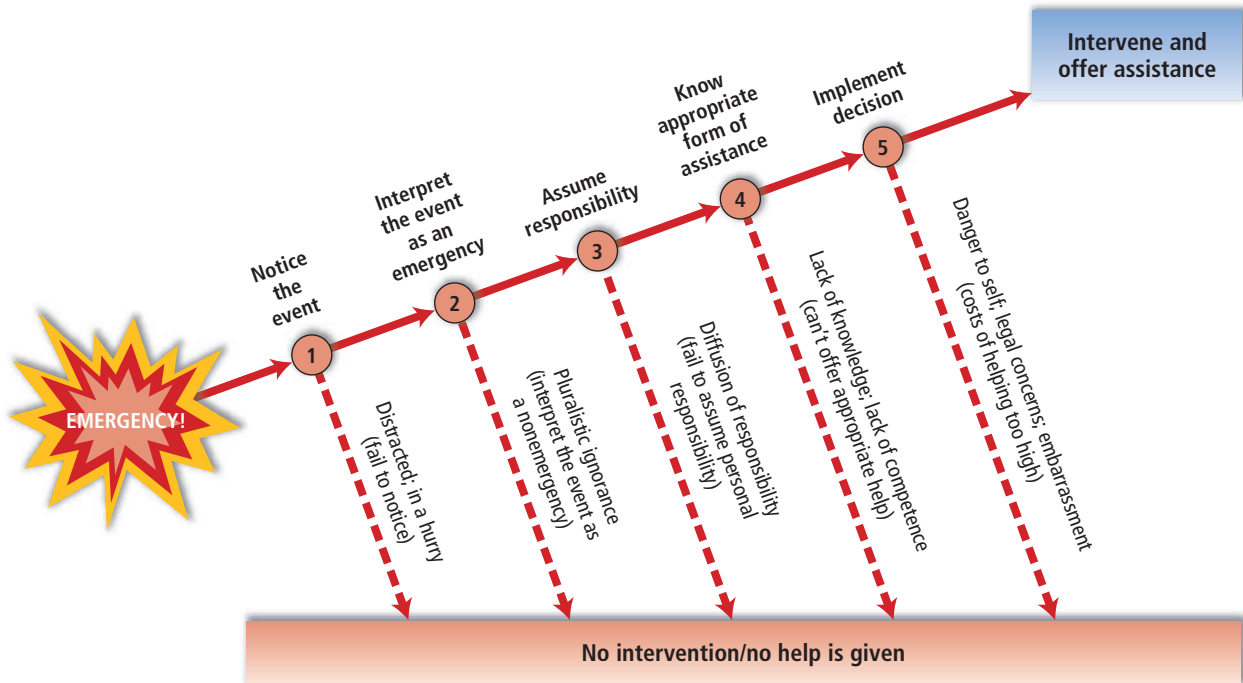 EMERGENCY!
1
Notice
the
event
Distracted; in a hurry
(fail to notice)
2
Interpret
the event
as an
emergency
Pluralistic ignorance
(interpret the event as
a nonemergency)
3
Assume
responsibility
Diffusion of responsibility
(fail to assume personal
responsibility)
4
Know
appropriate
form of
assistance
Lack of knowledge; lack of competence
(can't offer appropriate help)
5
Implement
decision
Danger to self; legal concerns; embarrassment
(costs of helping too high)
Intervene and
offer assistance
No intervention/no help is given